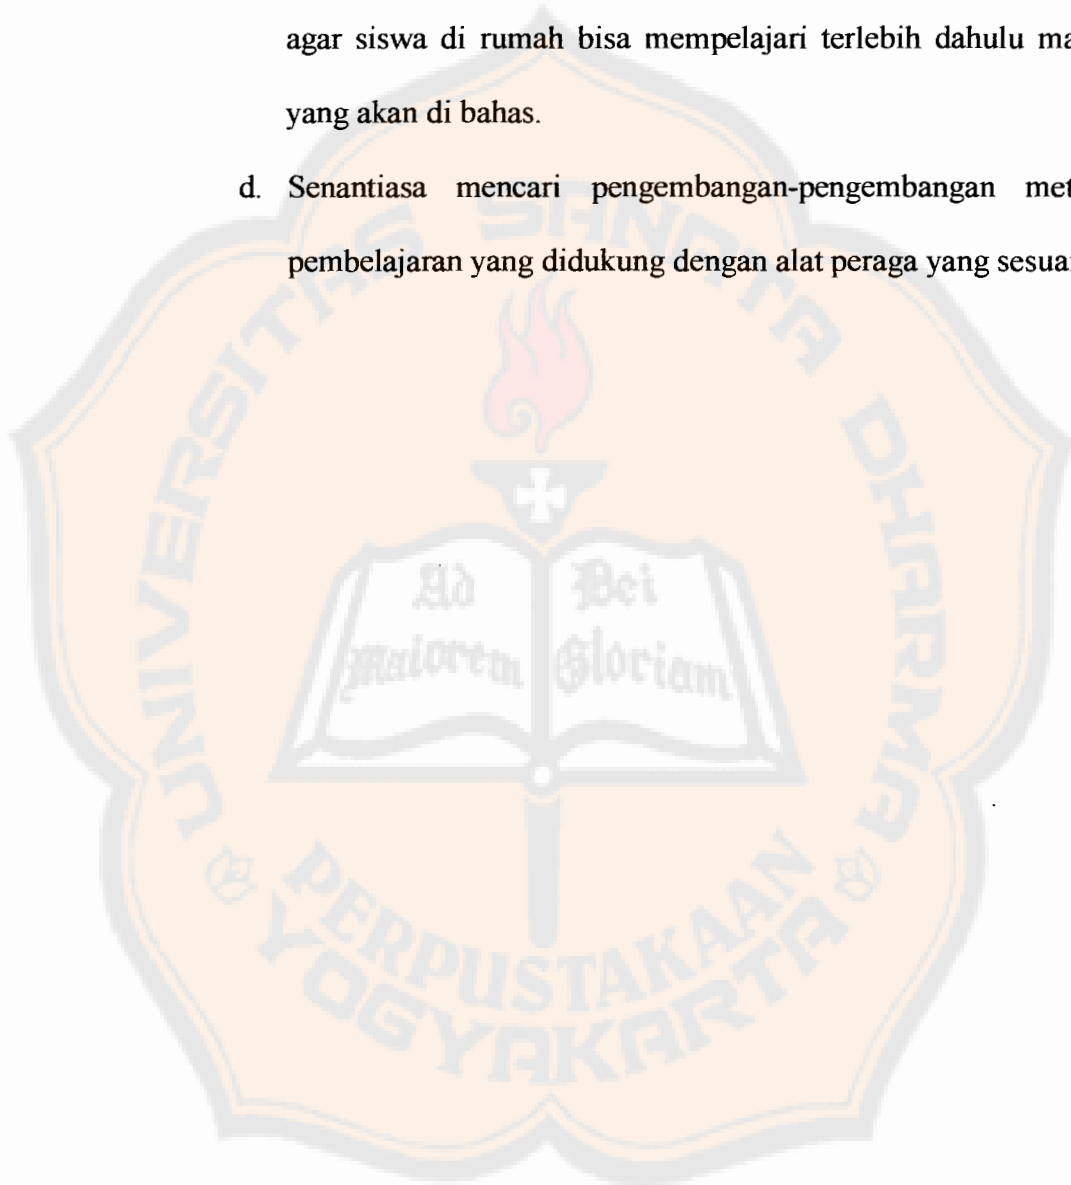 agar siswa di rumah bisa mempelajari terlebih dahulu ma
yang akan di bahas.
d. Senantiasa mencari pengembangan-pengembangan met
pembelajaran yang didukung dengan alat peraga yang sesua
UNIVERSITAS SANATA DHARMA
Ad Dei
maiorem Gloriam
PERPUSTAKAAN
YOGYAKARTA